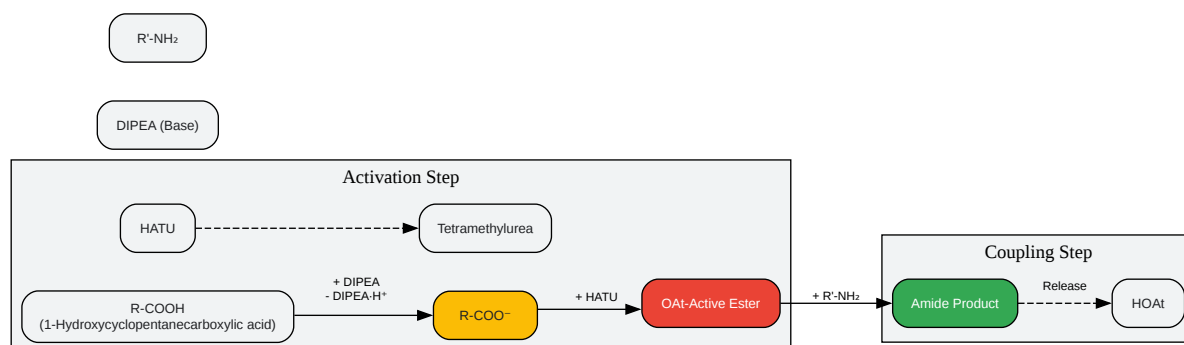 R'-NH₂
DIPEA (Base)
Activation Step
HATU
Tetramethylurea
R-COOH
(1-Hydroxycyclopentanecarboxylic acid)
+ DIPEA
- DIPEA·H⁺
R-COO⁻
+ HATU
OAt-Active Ester
+ R'-NH₂
Coupling Step
Amide Product
Release
HOAt